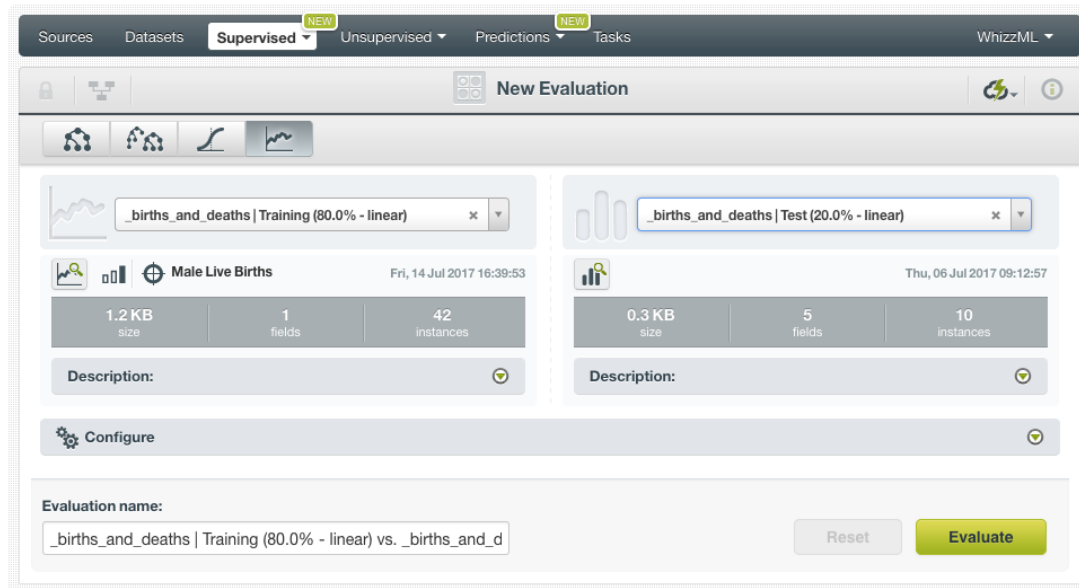 NEW NEW
Sources Datasets Supervised Unsupervised Predictions Tasks WhizzML
New Evaluation
_births_and_deaths | Training (80.0% - linear)
_births_and_deaths | Test (20.0% - linear)
Male Live Births Fri, 14 Jul 2017 16:39:53
Thu, 06 Jul 2017 09:12:57
1.2 KB 1 42
size fields instances
0.3 KB 5 10
size fields instances
Description:
Description:
Configure
Evaluation name:
_births_and_deaths | Training (80.0% - linear) vs. _births_and_d
Reset Evaluate